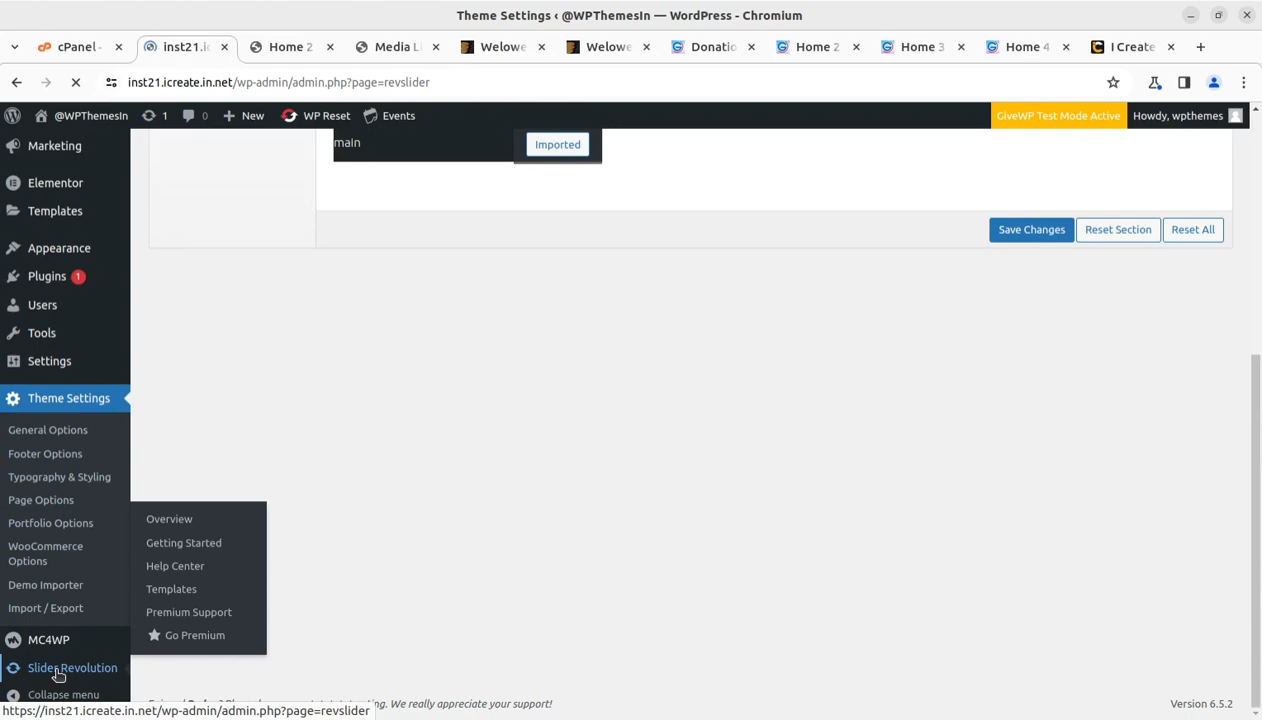 Theme Settings ‹ @WPThemesIn — WordPress - Chromium
cPanel -
inst21.ic
Home 2
Media L
Welowe
Welowe
Donatio
Home 2
Home 3
Home 4
I Create
inst21.icreate.in.net/wp-admin/admin.php?page=revslider
@WPThemesIn
1
0
New
WP Reset
Events
GiveWP Test Mode Active
Howdy, wpthemes
Marketing
Elementor
Templates
Appearance
Plugins 1
Users
Tools
Settings
Theme Settings
General Options
Footer Options
Typography & Styling
Page Options
Portfolio Options
WooCommerce
Options
Demo Importer
Import / Export
MC4WP
Slider Revolution
Collapse menu
main
Imported
Save Changes
Reset Section
Reset All
Overview
Getting Started
Help Center
Templates
Premium Support
Go Premium
We really appreciate your support!
Version 6.5.2
https://inst21.icreate.in.net/wp-admin/admin.php?page=revslider